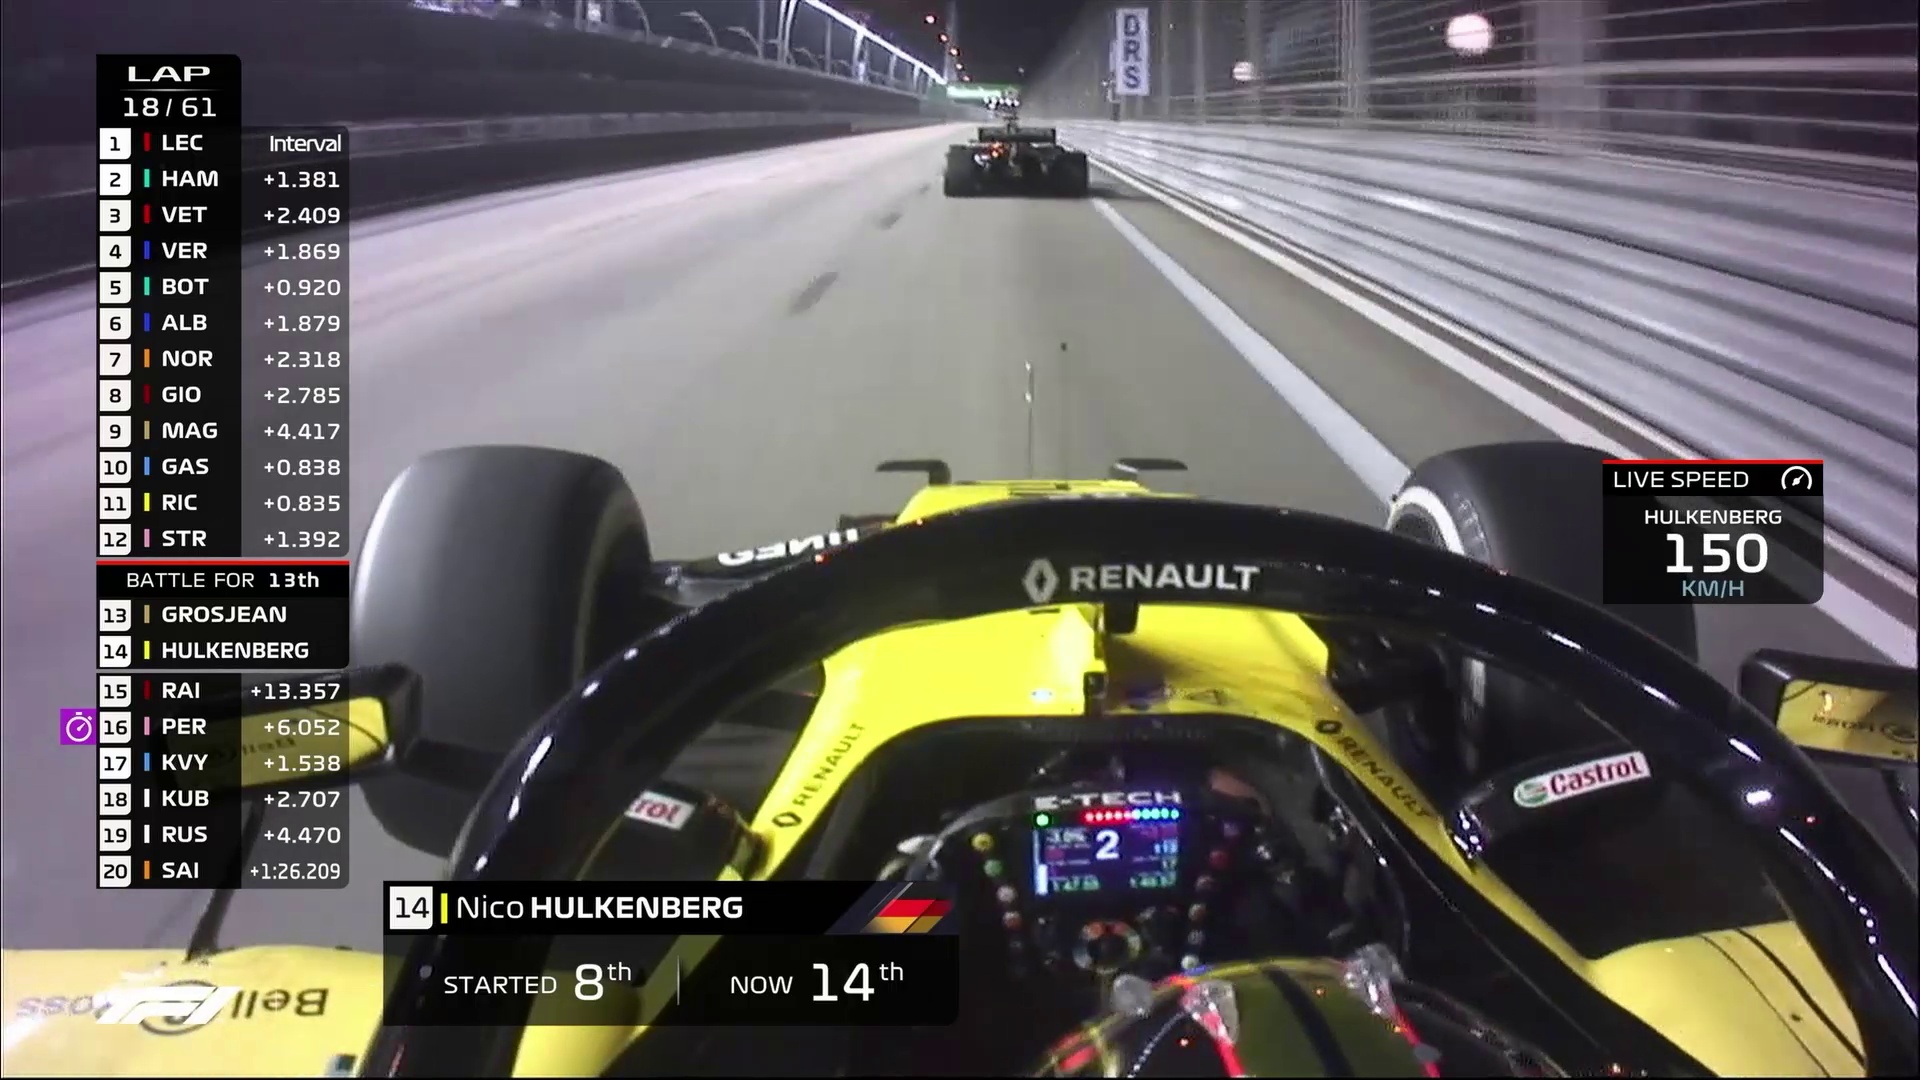 LAP
18/ 61
1 LEC Interval
2 HAM +1.381
3 VET +2.409
4 VER +1.869
5 BOT +0.920
6 ALB +1.879
7 NOR +2.318
8 GIO +2.785
9 MAG +4.417
10 GAS +0.838
11 RIC +0.835
12 STR +1.392
BATTLE FOR 13th
13 GROSJEAN
14 HULKENBERG
15 RAI +13.357
16 PER +6.052
17 KVY +1.538
18 KUB +2.707
19 RUS +4.470
20 SAI +1:26.209
DRS
LIVE SPEED
HULKENBERG
150
KM/H
RENAULT
RENAULT
RENAULT
Castrol
E-TECH
2
14 Nico HULKENBERG
STARTED 8th NOW 14th
Bell
F1